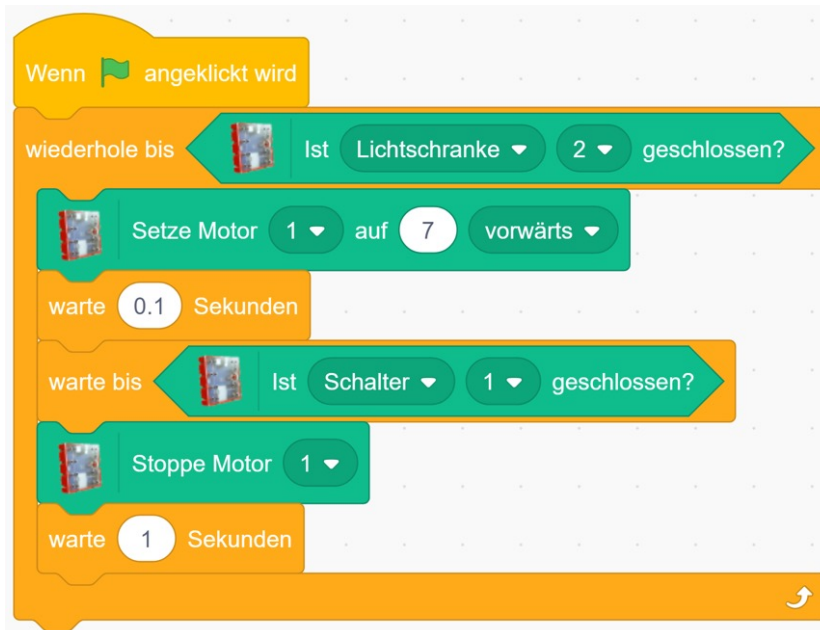 Wenn angeklickt wird
wiederhole bis Ist Lichtschranke 2 geschlossen?
Setze Motor 1 auf 7 vorwärts
warte 0.1 Sekunden
warte bis Ist Schalter 1 geschlossen?
Stoppe Motor 1
warte 1 Sekunden